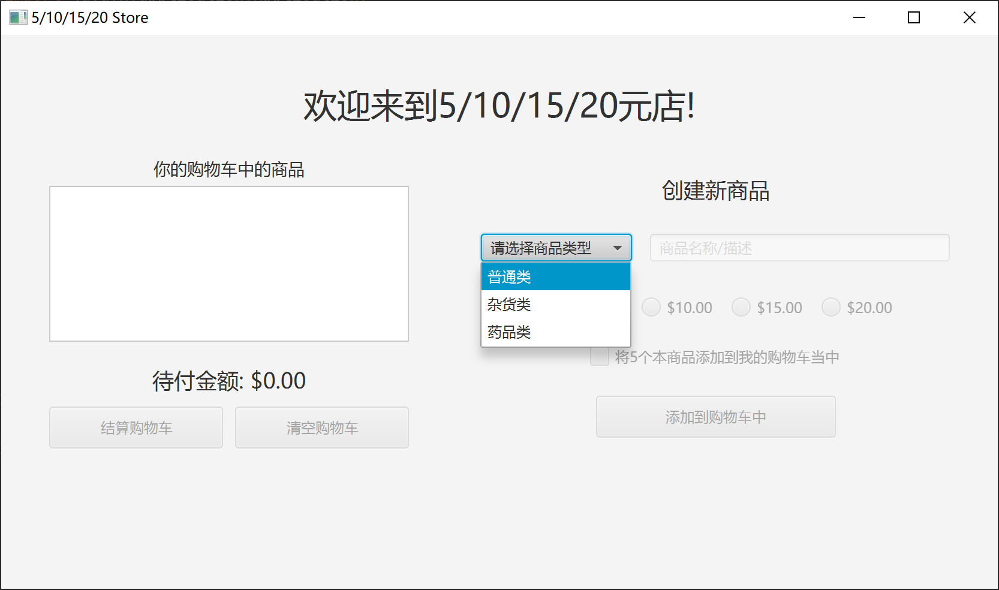 5/10/15/20 Store
欢迎来到5/10/15/20元店!
你的购物车中的商品
待付金额: $0.00
结算购物车
清空购物车
创建新商品
请选择商品类型
商品名称/描述
普通类
杂货类
药品类
$10.00
$15.00
$20.00
将5个本商品添加到我的购物车当中
添加到购物车中